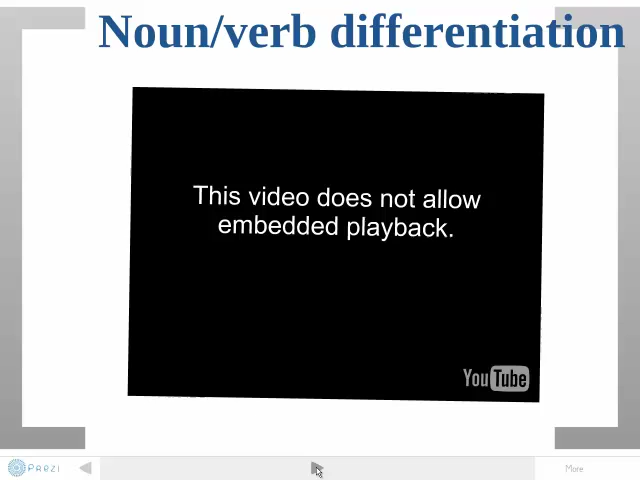 Noun/verb differentiation
This video does not allow
embedded playback.
YouTube
PREZI
More